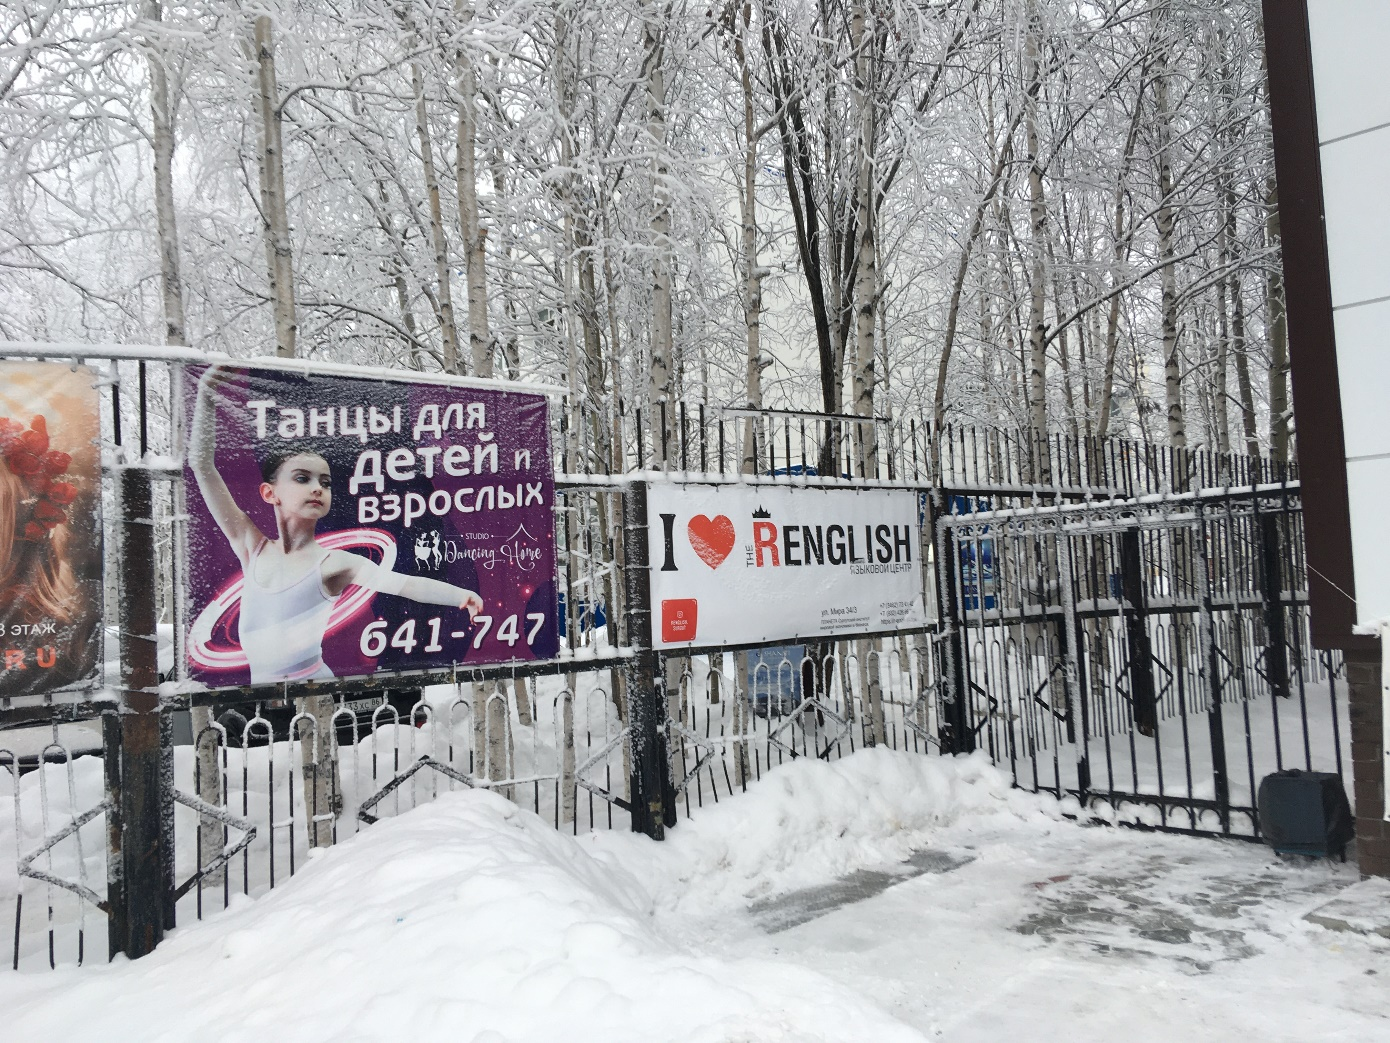 3 ЭТАЖ
RU
Танцы для
детей и
взрослых
• STUDIO •
Dancing Home
641-747
I THE RENGLISH
ЯЗЫКОВОЙ ЦЕНТР
ул. Мира 34/3